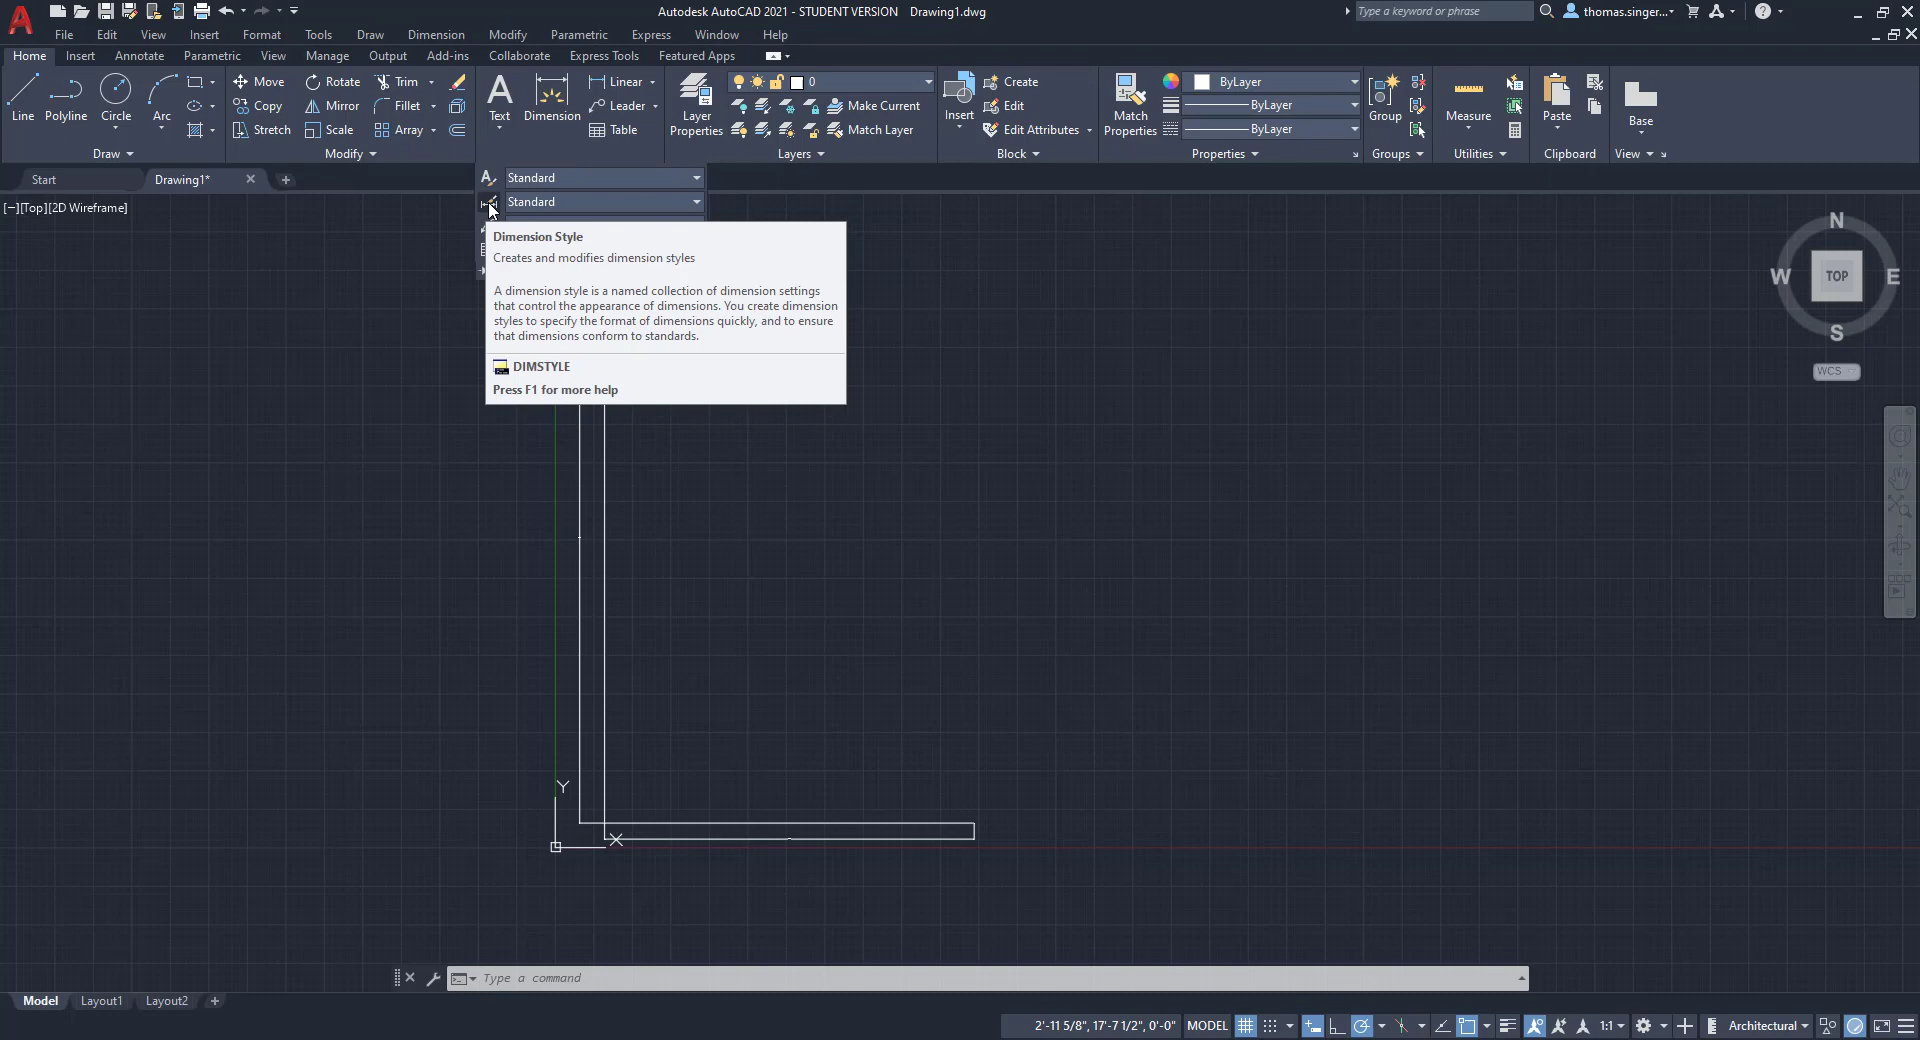 Autodesk AutoCAD 2021 - STUDENT VERSION Drawing1.dwg
Type a keyword or phrase
thomas.singer...
File Edit View Insert Format Tools Draw Dimension Modify Parametric Express Window Help
Home Insert Annotate Parametric View Manage Output Add-ins Collaborate Express Tools Featured Apps
Line
Polyline
Circle
Arc
Draw
Move Rotate Trim
Copy Mirror Fillet
Stretch Scale Array
Modify
Text
Dimension
Linear
Leader
Table
Layer
Properties
0
Make Current
Match Layer
Layers
Insert
Create
Edit
Edit Attributes
Block
Match
Properties
ByLayer
ByLayer
ByLayer
Properties
Group
Groups
Measure
Utilities
Paste
Clipboard
Base
View
Start
Drawing1*
Standard
Standard
[−][Top][2D Wireframe]
Dimension Style
Creates and modifies dimension styles
A dimension style is a named collection of dimension settings
that control the appearance of dimensions. You create dimension
styles to specify the format of dimensions quickly, and to ensure
that dimensions conform to standards.
DIMSTYLE
Press F1 for more help
N
W TOP E
S
WCS
Y
Type a command
Model Layout1 Layout2
2'-11 5/8", 17'-7 1/2", 0'-0" MODEL 1:1 Architectural